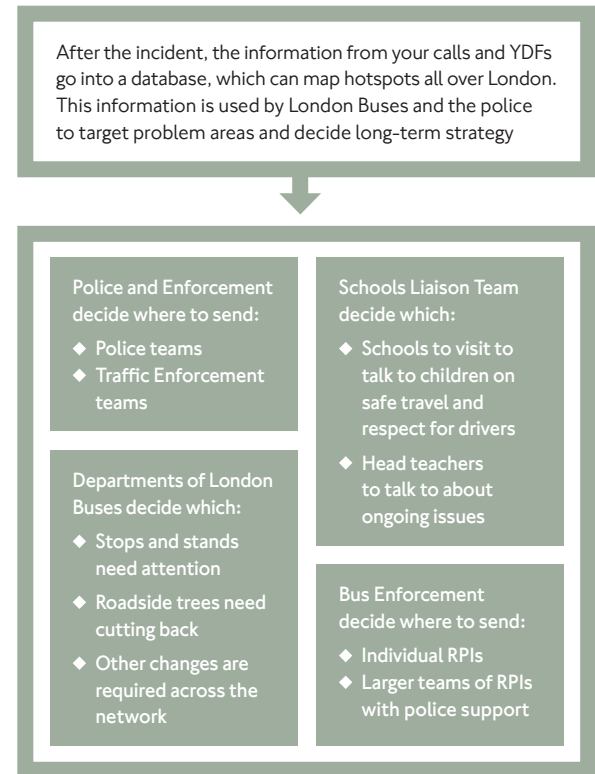 After the incident, the information from your calls and YDFs
go into a database, which can map hotspots all over London.
This information is used by London Buses and the police
to target problem areas and decide long-term strategy
Police and Enforcement
decide where to send:
◆ Police teams
◆ Traffic Enforcement
teams
Departments of London
Buses decide which:
◆ Stops and stands
need attention
◆ Roadside trees need
cutting back
◆ Other changes are
required across the
network
Schools Liaison Team
decide which:
◆ Schools to visit to
talk to children on
safe travel and
respect for drivers
◆ Head teachers
to talk to about
ongoing issues
Bus Enforcement
decide where to send:
◆ Individual RPIs
◆ Larger teams of RPIs
with police support